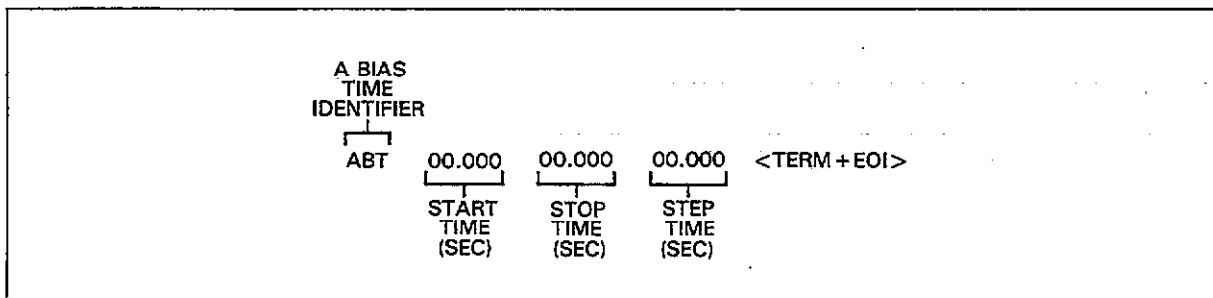 A BIAS
TIME
IDENTIFIER
ABT 00.000 00.000 00.000 <TERM + EOI>
START TIME (SEC)
STOP TIME (SEC)
STEP TIME (SEC)